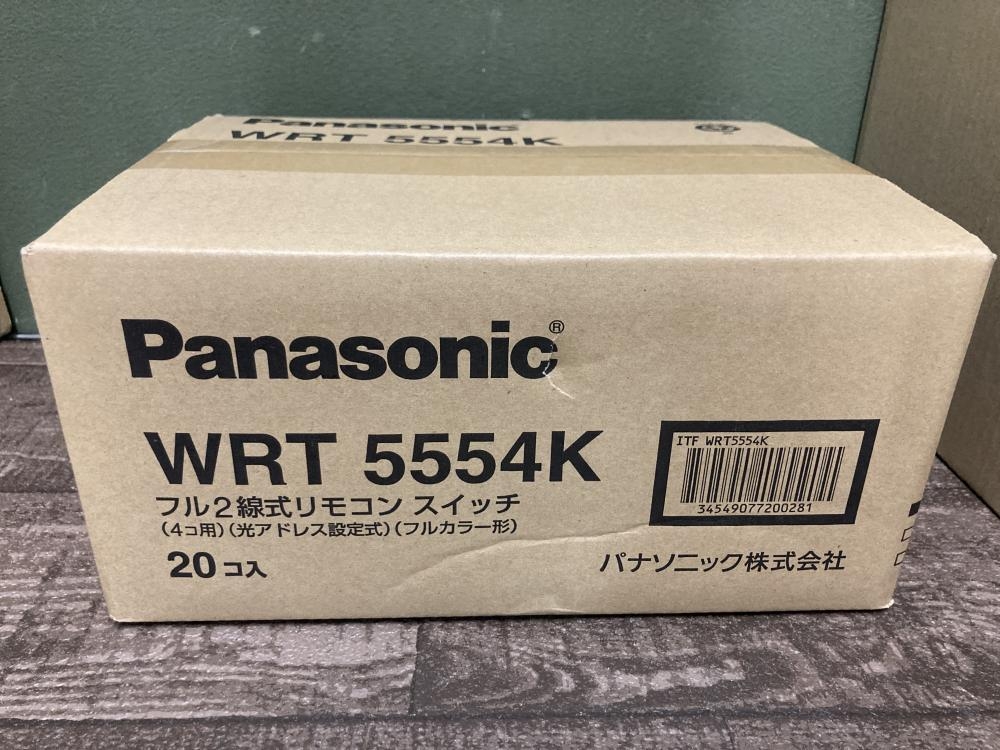 Panasonic
WRT 5554K
Panasonic®
WRT 5554K
フル2線式リモコン スイッチ
(4コ用)(光アドレス設定式)(フルカラー形)
20コ入
ITF WRT5554K
34549077200281
パナソニック株式会社